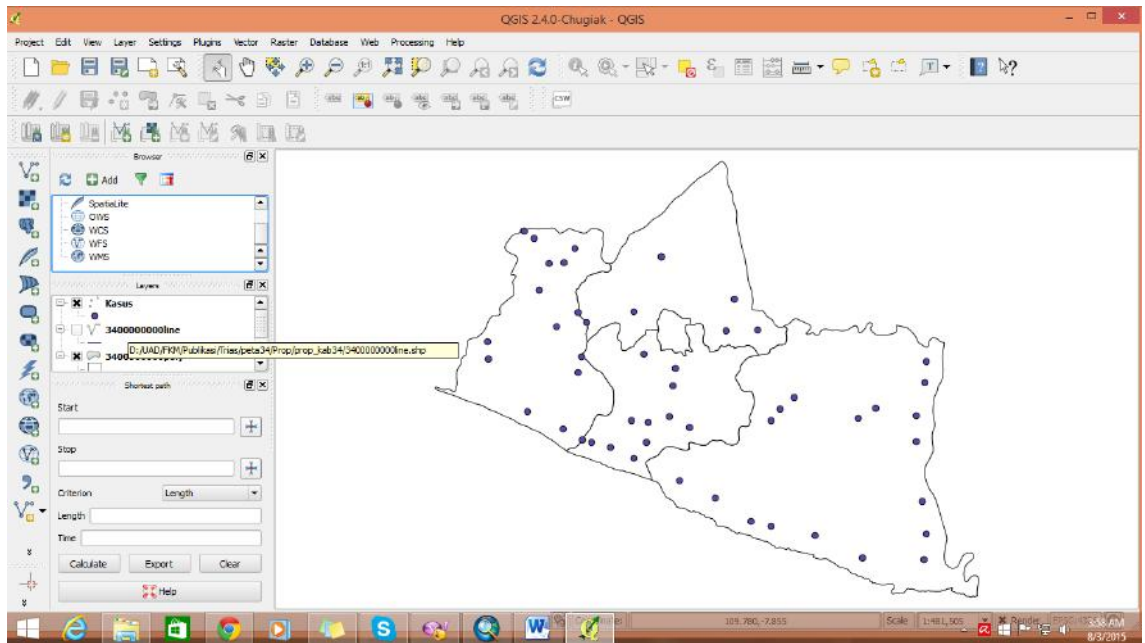 QGIS 2.4.0-Chugiak - QGIS
Project Edit View Layer Settings Plugins Vector Raster Database Web Processing Help
CSW
Browser
Add
SpatiaLite
OWS
WCS
WFS
WMS
Layers
Kasus
3400000000line
D:/UAD/FKM/Publikasi/Trias/peta34/Prop/prop_kab34/3400000000line.shp
Shortest path
Start
Stop
Criterion Length
Length
Time
Calculate Export Clear
Help
109.780, -7.855 Scale 1:481,505 Render
3:58 AM
8/3/2015